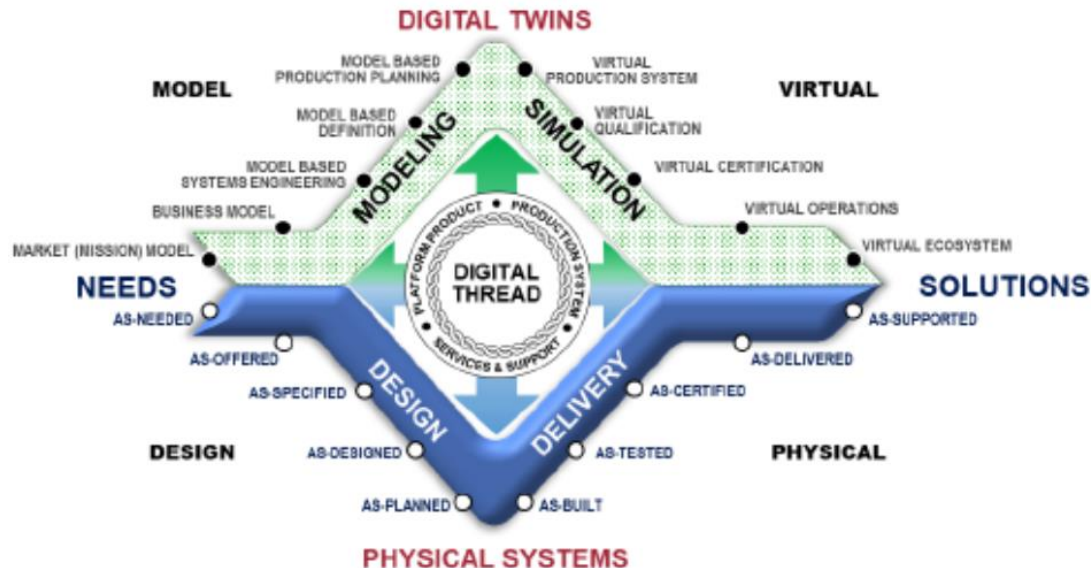 DIGITAL TWINS
MODEL
VIRTUAL
MODEL BASED
PRODUCTION PLANNING
VIRTUAL
PRODUCTION SYSTEM
MODEL BASED
DEFINITION
VIRTUAL
QUALIFICATION
MODEL BASED
SYSTEMS ENGINEERING
VIRTUAL CERTIFICATION
BUSINESS MODEL
VIRTUAL OPERATIONS
MARKET (MISSION) MODEL
VIRTUAL ECOSYSTEM
MODELING
SIMULATION
PLATFORM PRODUCT • PRODUCTION SYSTEM • SERVICES & SUPPORT •
DIGITAL
THREAD
NEEDS
SOLUTIONS
AS-NEEDED
AS-SUPPORTED
AS-OFFERED
AS-DELIVERED
AS-SPECIFIED
AS-CERTIFIED
DESIGN
DELIVERY
DESIGN
PHYSICAL
AS-DESIGNED
AS-TESTED
AS-PLANNED
AS-BUILT
PHYSICAL SYSTEMS